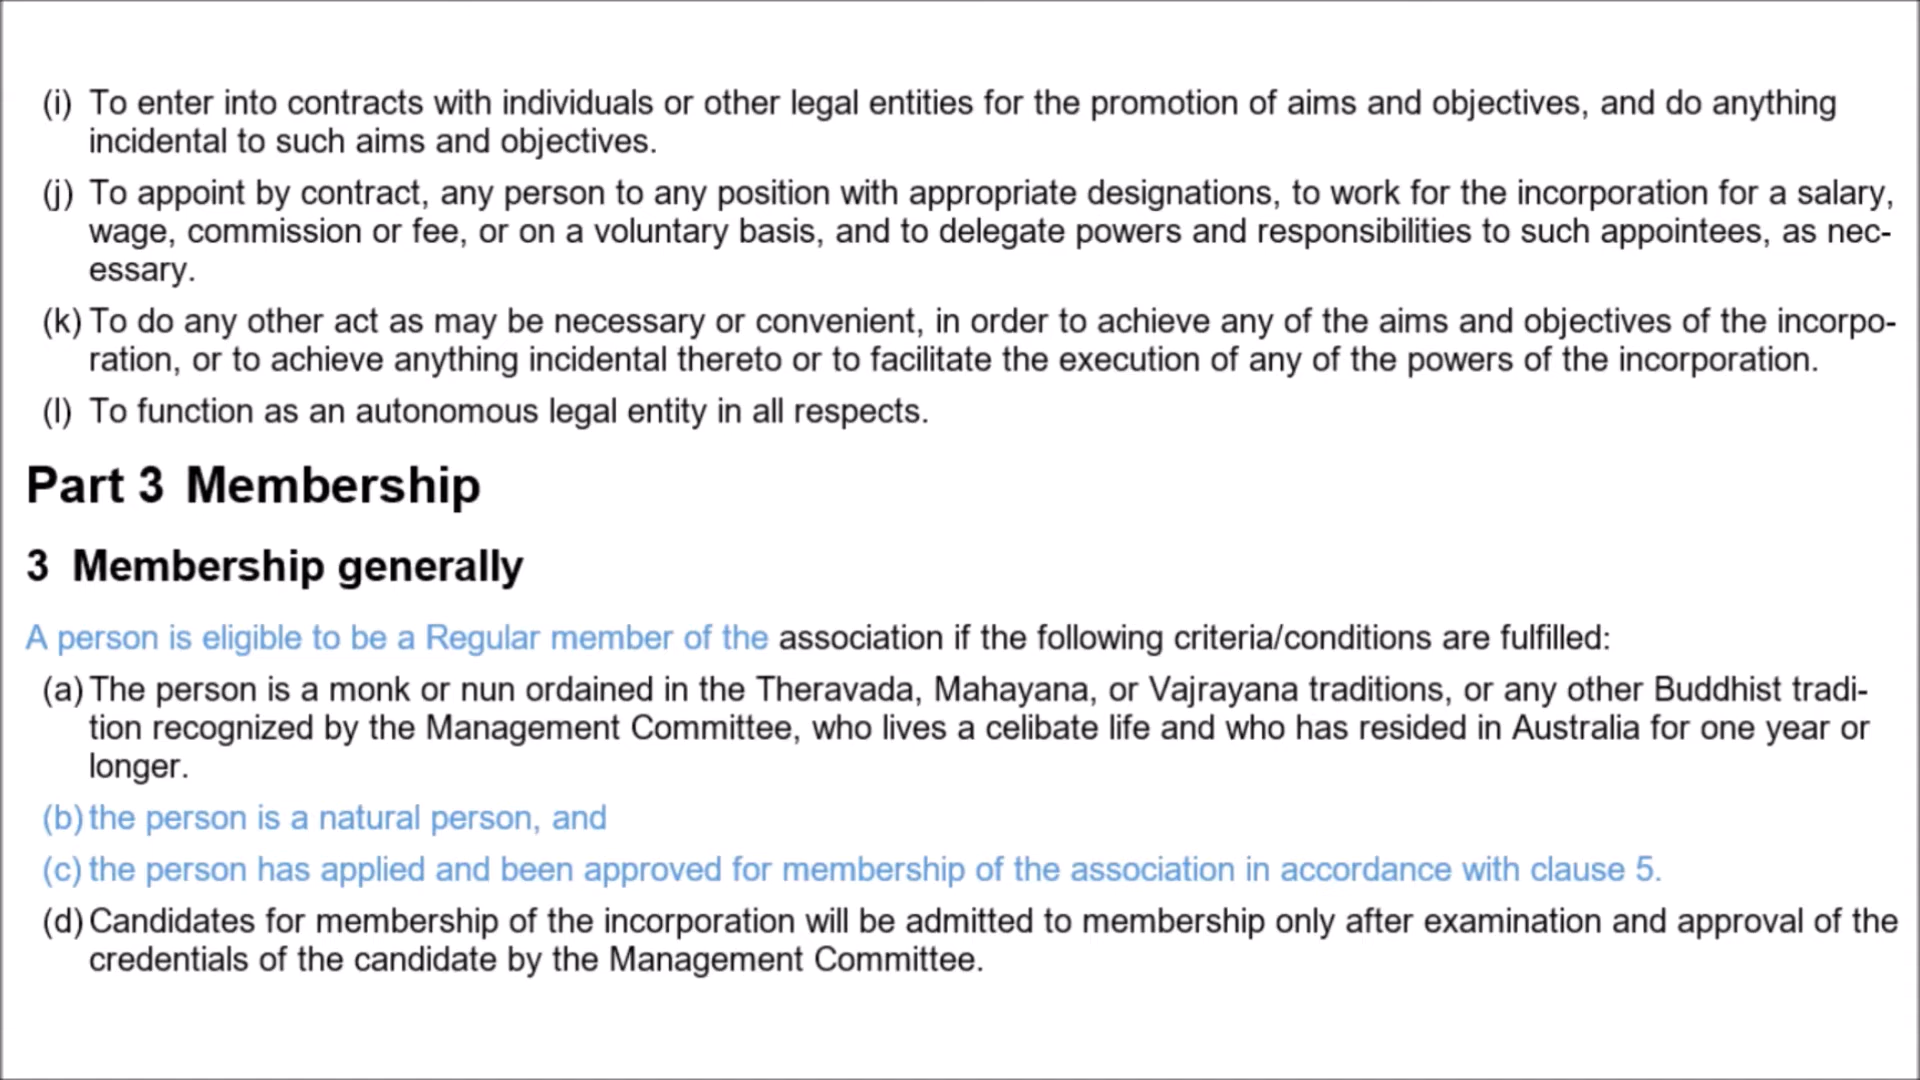 (i) To enter into contracts with individuals or other legal entities for the promotion of aims and objectives, and do anything
incidental to such aims and objectives.
(j) To appoint by contract, any person to any position with appropriate designations, to work for the incorporation for a salary,
wage, commission or fee, or on a voluntary basis, and to delegate powers and responsibilities to such appointees, as nec-
essary.
(k) To do any other act as may be necessary or convenient, in order to achieve any of the aims and objectives of the incorpo-
ration, or to achieve anything incidental thereto or to facilitate the execution of any of the powers of the incorporation.
(l) To function as an autonomous legal entity in all respects.
Part 3 Membership
3 Membership generally
A person is eligible to be a Regular member of the association if the following criteria/conditions are fulfilled:
(a) The person is a monk or nun ordained in the Theravada, Mahayana, or Vajrayana traditions, or any other Buddhist tradi-
tion recognized by the Management Committee, who lives a celibate life and who has resided in Australia for one year or
longer.
(b) the person is a natural person, and
(c) the person has applied and been approved for membership of the association in accordance with clause 5.
(d) Candidates for membership of the incorporation will be admitted to membership only after examination and approval of the
credentials of the candidate by the Management Committee.